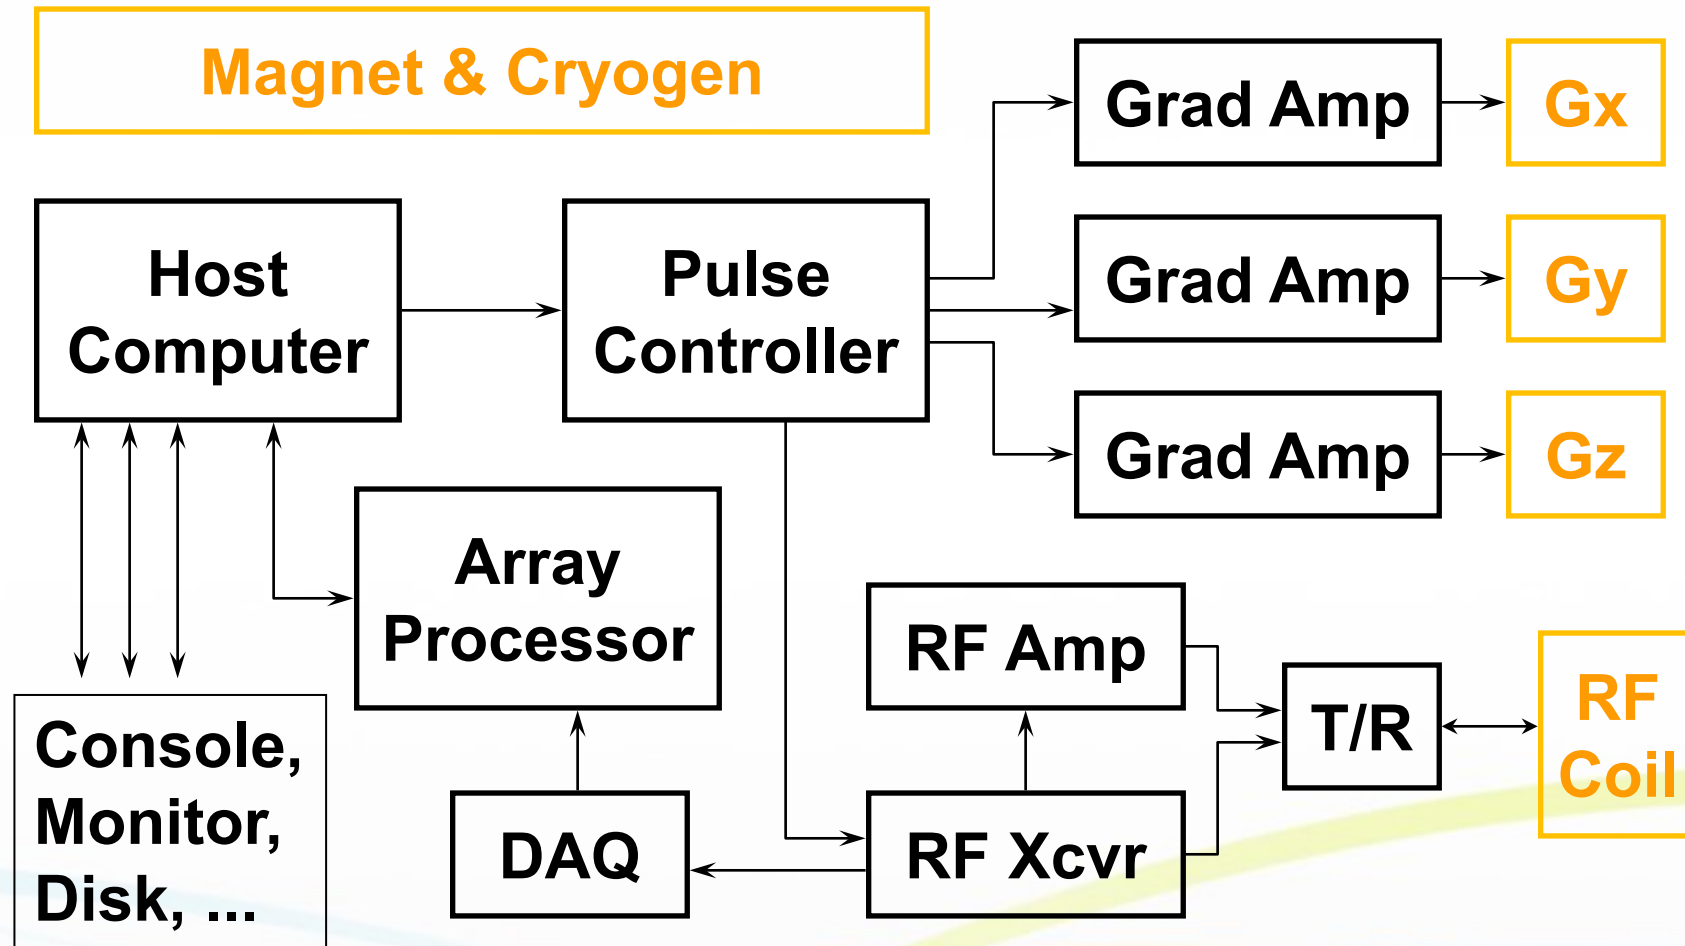 Magnet & Cryogen
Grad Amp
Gx
Host
Computer
Pulse
Controller
Grad Amp
Gy
Grad Amp
Gz
Array
Processor
RF Amp
T/R
RF
Coil
Console,
Monitor,
Disk, ...
DAQ
RF Xcvr